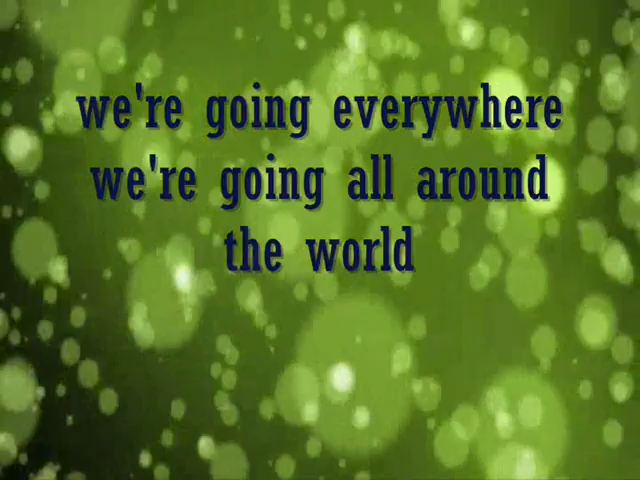 we're going everywhere
we're going all around
the world